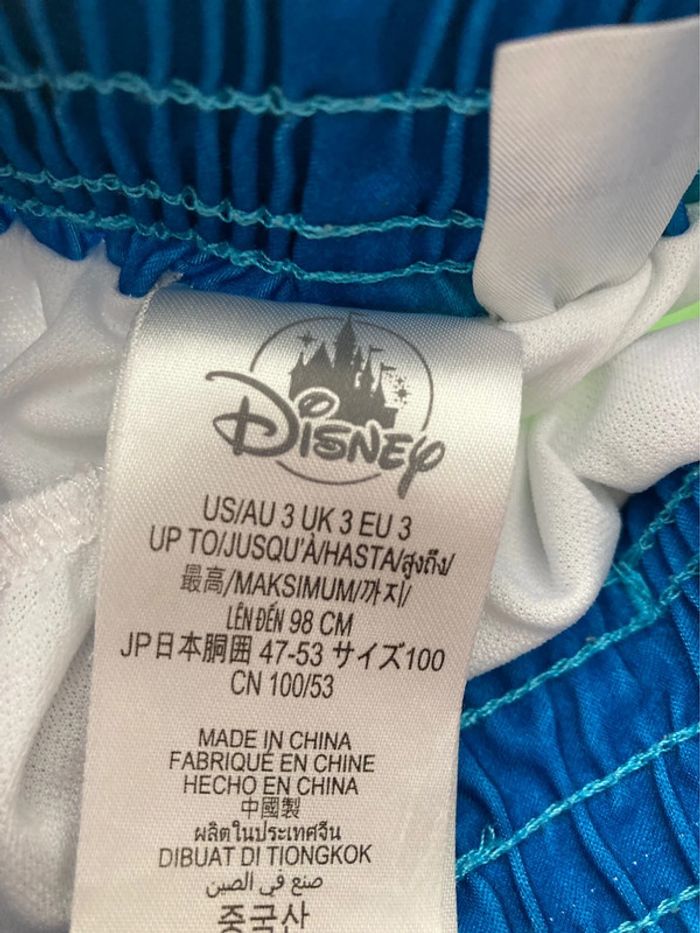 Disney
US/AU 3 UK 3 EU 3
UP TO/JUSQU'À/HASTA/สูงถึง/
最高/MAKSIMUM/까지/
LÊN ĐẾN 98 CM
JP日本胴囲 47-53 サイズ100
CN 100/53
MADE IN CHINA
FABRIQUÉ EN CHINE
HECHO EN CHINA
中國製
ผลิตในประเทศจีน
DIBUAT DI TIONGKOK
صنع في الصين
중국산